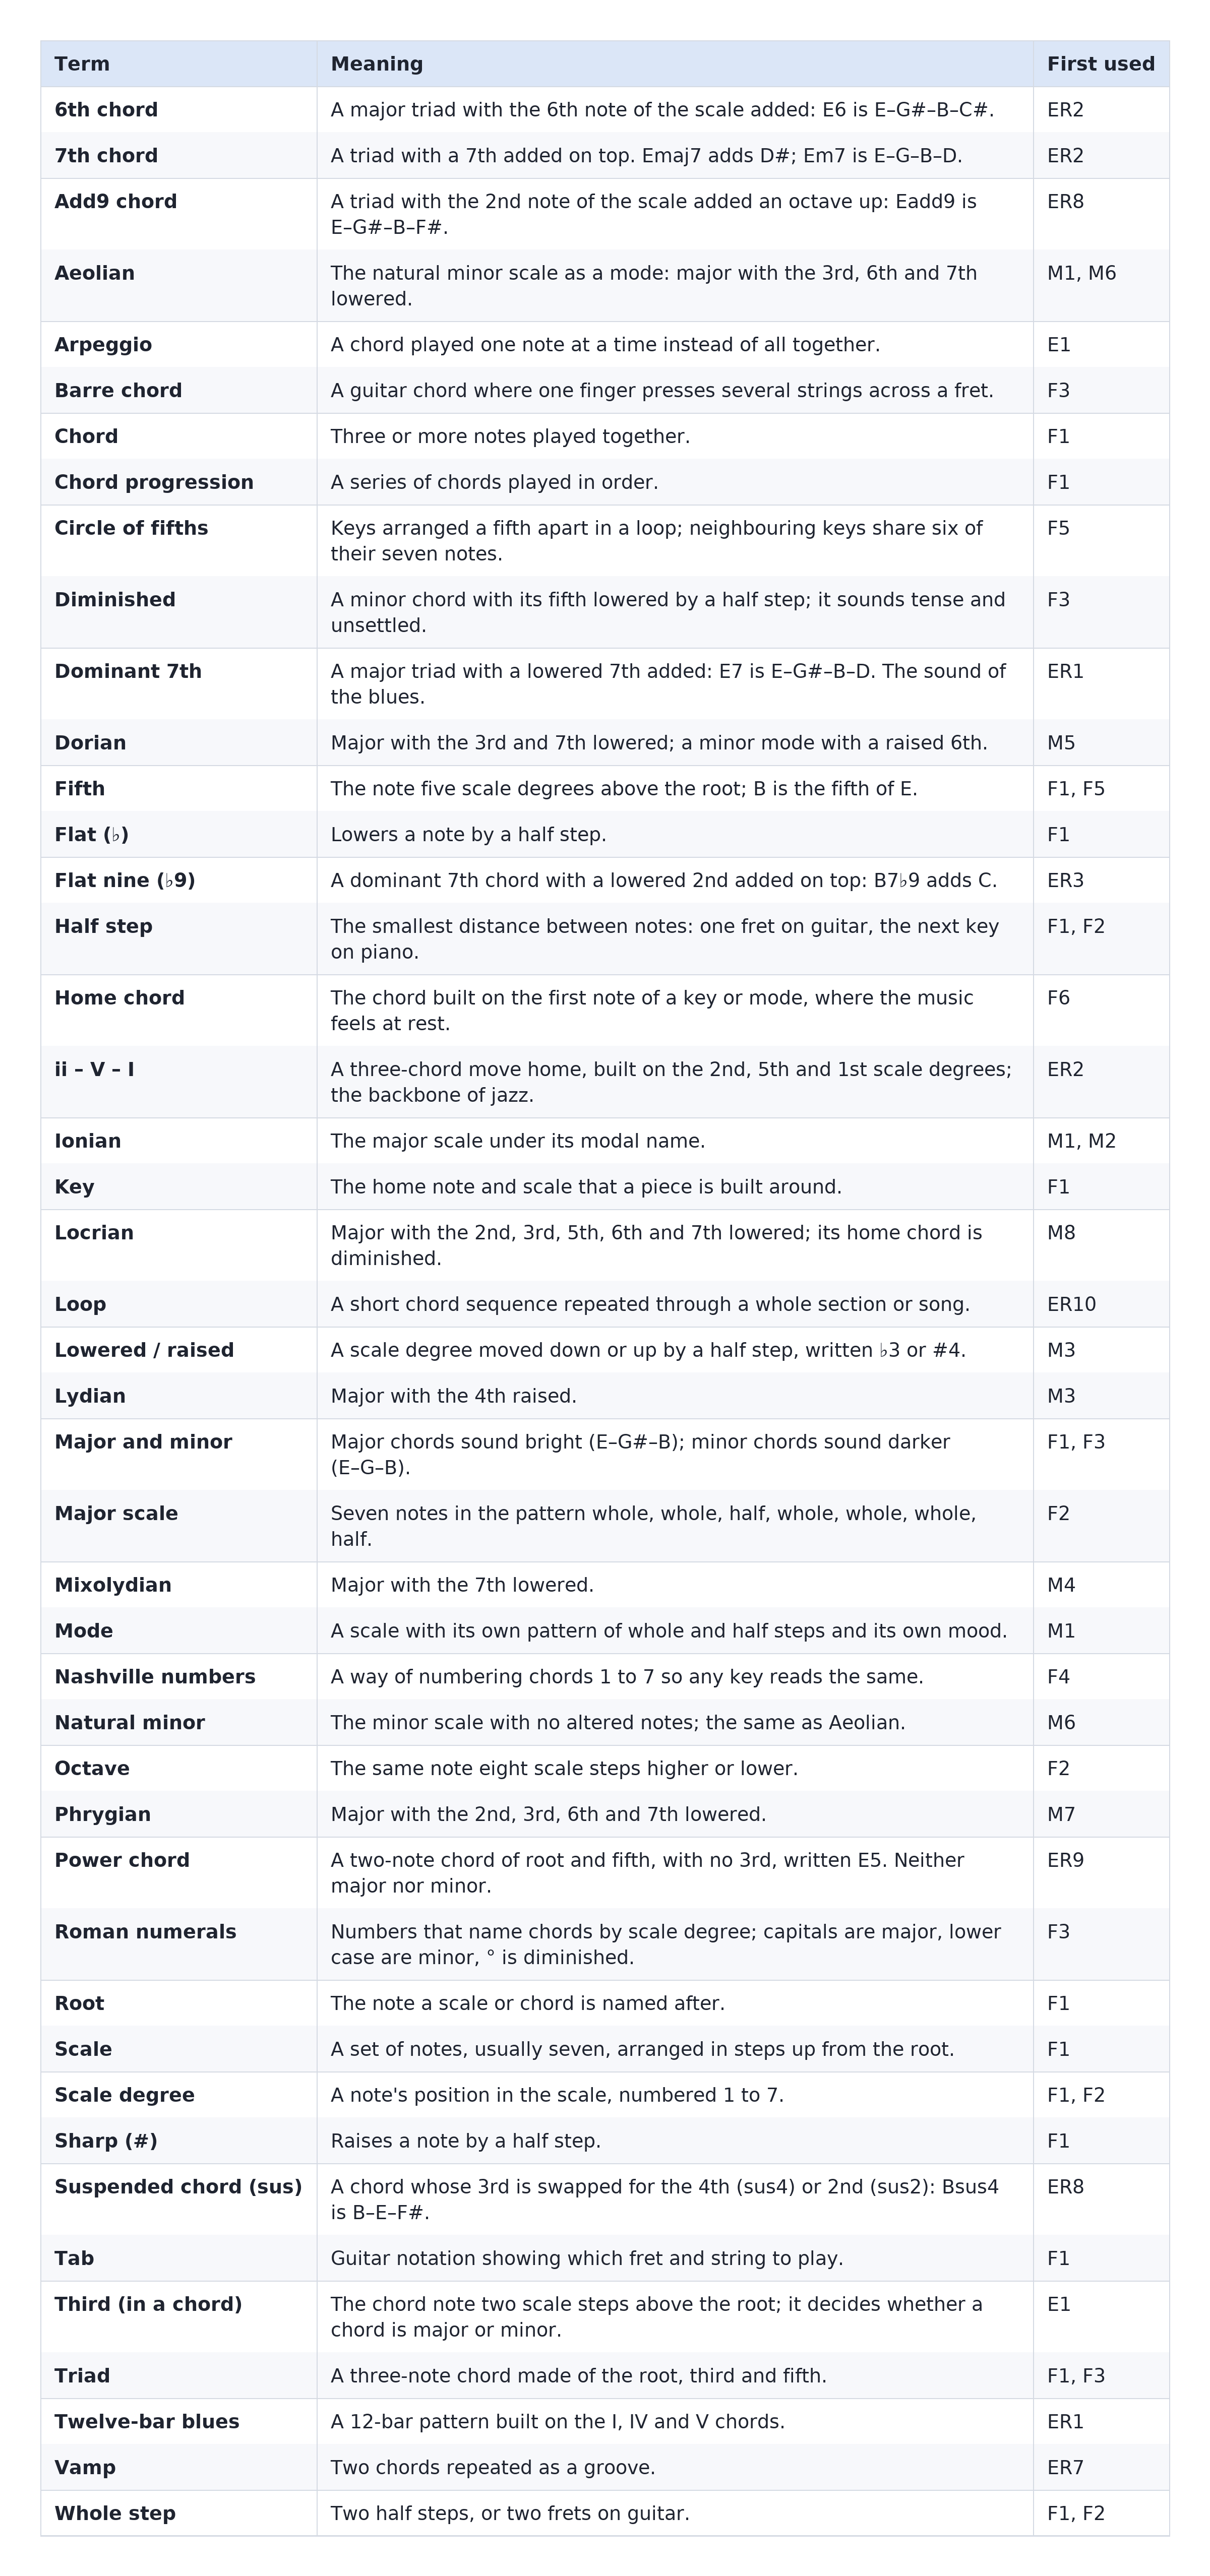 Term Meaning First used
6th chord A major triad with the 6th note of the scale added: E6 is E–G#–B–C#. ER2
7th chord A triad with a 7th added on top. Emaj7 adds D#; Em7 is E–G–B–D. ER2
Add9 chord A triad with the 2nd note of the scale added an octave up: Eadd9 is ER8
E–G#–B–F#.
Aeolian The natural minor scale as a mode: major with the 3rd, 6th and 7th M1, M6
lowered.
Arpeggio A chord played one note at a time instead of all together. E1
Barre chord A guitar chord where one finger presses several strings across a fret. F3
Chord Three or more notes played together. F1
Chord progression A series of chords played in order. F1
Circle of fifths Keys arranged a fifth apart in a loop; neighbouring keys share six of F5
their seven notes.
Diminished A minor chord with its fifth lowered by a half step; it sounds tense and F3
unsettled.
Dominant 7th A major triad with a lowered 7th added: E7 is E–G#–B–D. The sound of ER1
the blues.
Dorian Major with the 3rd and 7th lowered; a minor mode with a raised 6th. M5
Fifth The note five scale degrees above the root; B is the fifth of E. F1, F5
Flat (♭) Lowers a note by a half step. F1
Flat nine (♭9) A dominant 7th chord with a lowered 2nd added on top: B7♭9 adds C. ER3
Half step The smallest distance between notes: one fret on guitar, the next key F1, F2
on piano.
Home chord The chord built on the first note of a key or mode, where the music F6
feels at rest.
ii – V – I A three-chord move home, built on the 2nd, 5th and 1st scale degrees; ER2
the backbone of jazz.
Ionian The major scale under its modal name. M1, M2
Key The home note and scale that a piece is built around. F1
Locrian Major with the 2nd, 3rd, 5th, 6th and 7th lowered; its home chord is M8
diminished.
Loop A short chord sequence repeated through a whole section or song. ER10
Lowered / raised A scale degree moved down or up by a half step, written ♭3 or #4. M3
Lydian Major with the 4th raised. M3
Major and minor Major chords sound bright (E–G#–B); minor chords sound darker F1, F3
(E–G–B).
Major scale Seven notes in the pattern whole, whole, half, whole, whole, whole, F2
half.
Mixolydian Major with the 7th lowered. M4
Mode A scale with its own pattern of whole and half steps and its own mood. M1
Nashville numbers A way of numbering chords 1 to 7 so any key reads the same. F4
Natural minor The minor scale with no altered notes; the same as Aeolian. M6
Octave The same note eight scale steps higher or lower. F2
Phrygian Major with the 2nd, 3rd, 6th and 7th lowered. M7
Power chord A two-note chord of root and fifth, with no 3rd, written E5. Neither ER9
major nor minor.
Roman numerals Numbers that name chords by scale degree; capitals are major, lower F3
case are minor, ° is diminished.
Root The note a scale or chord is named after. F1
Scale A set of notes, usually seven, arranged in steps up from the root. F1
Scale degree A note's position in the scale, numbered 1 to 7. F1, F2
Sharp (#) Raises a note by a half step. F1
Suspended chord (sus) A chord whose 3rd is swapped for the 4th (sus4) or 2nd (sus2): Bsus4 ER8
is B–E–F#.
Tab Guitar notation showing which fret and string to play. F1
Third (in a chord) The chord note two scale steps above the root; it decides whether a E1
chord is major or minor.
Triad A three-note chord made of the root, third and fifth. F1, F3
Twelve-bar blues A 12-bar pattern built on the I, IV and V chords. ER1
Vamp Two chords repeated as a groove. ER7
Whole step Two half steps, or two frets on guitar. F1, F2